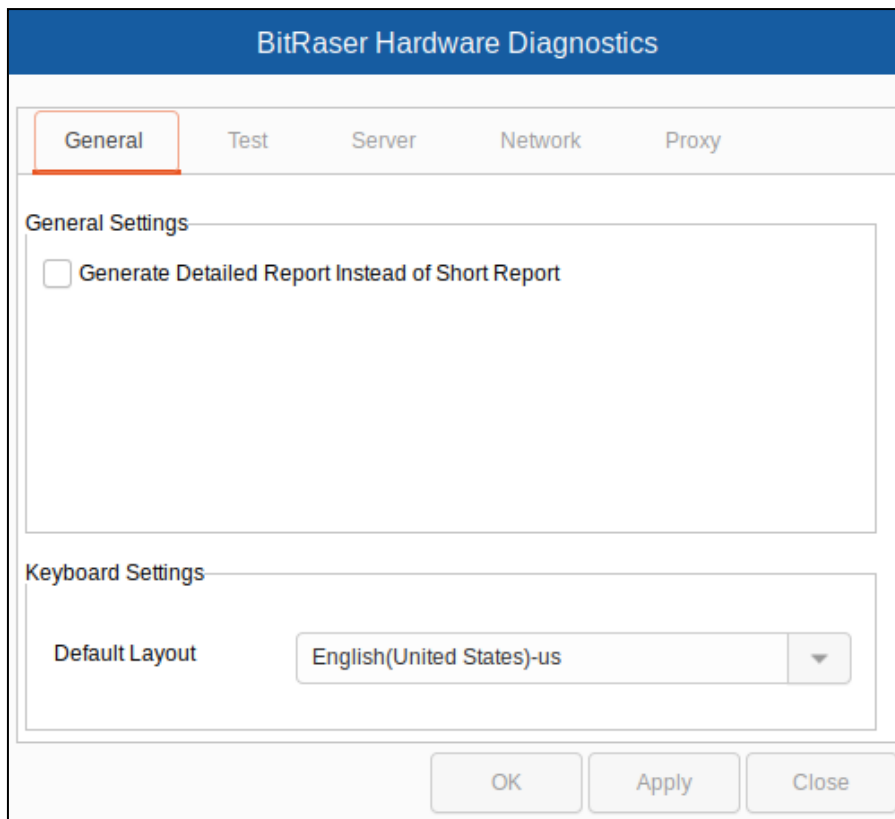 BitRaser Hardware Diagnostics
General Test Server Network Proxy
General Settings
Generate Detailed Report Instead of Short Report
Keyboard Settings
Default Layout English(United States)-us
OK Apply Close